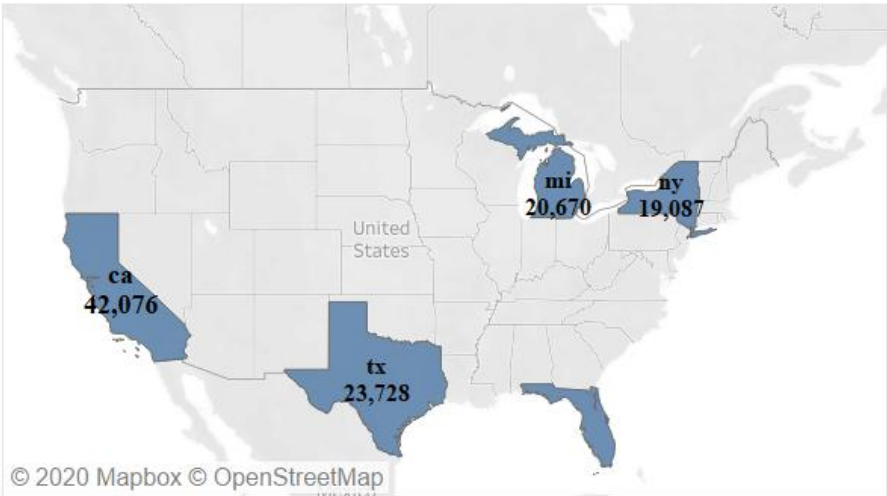 mi
20,670
ny
19,087
United
States
ca
42,076
tx
23,728
© 2020 Mapbox © OpenStreetMap